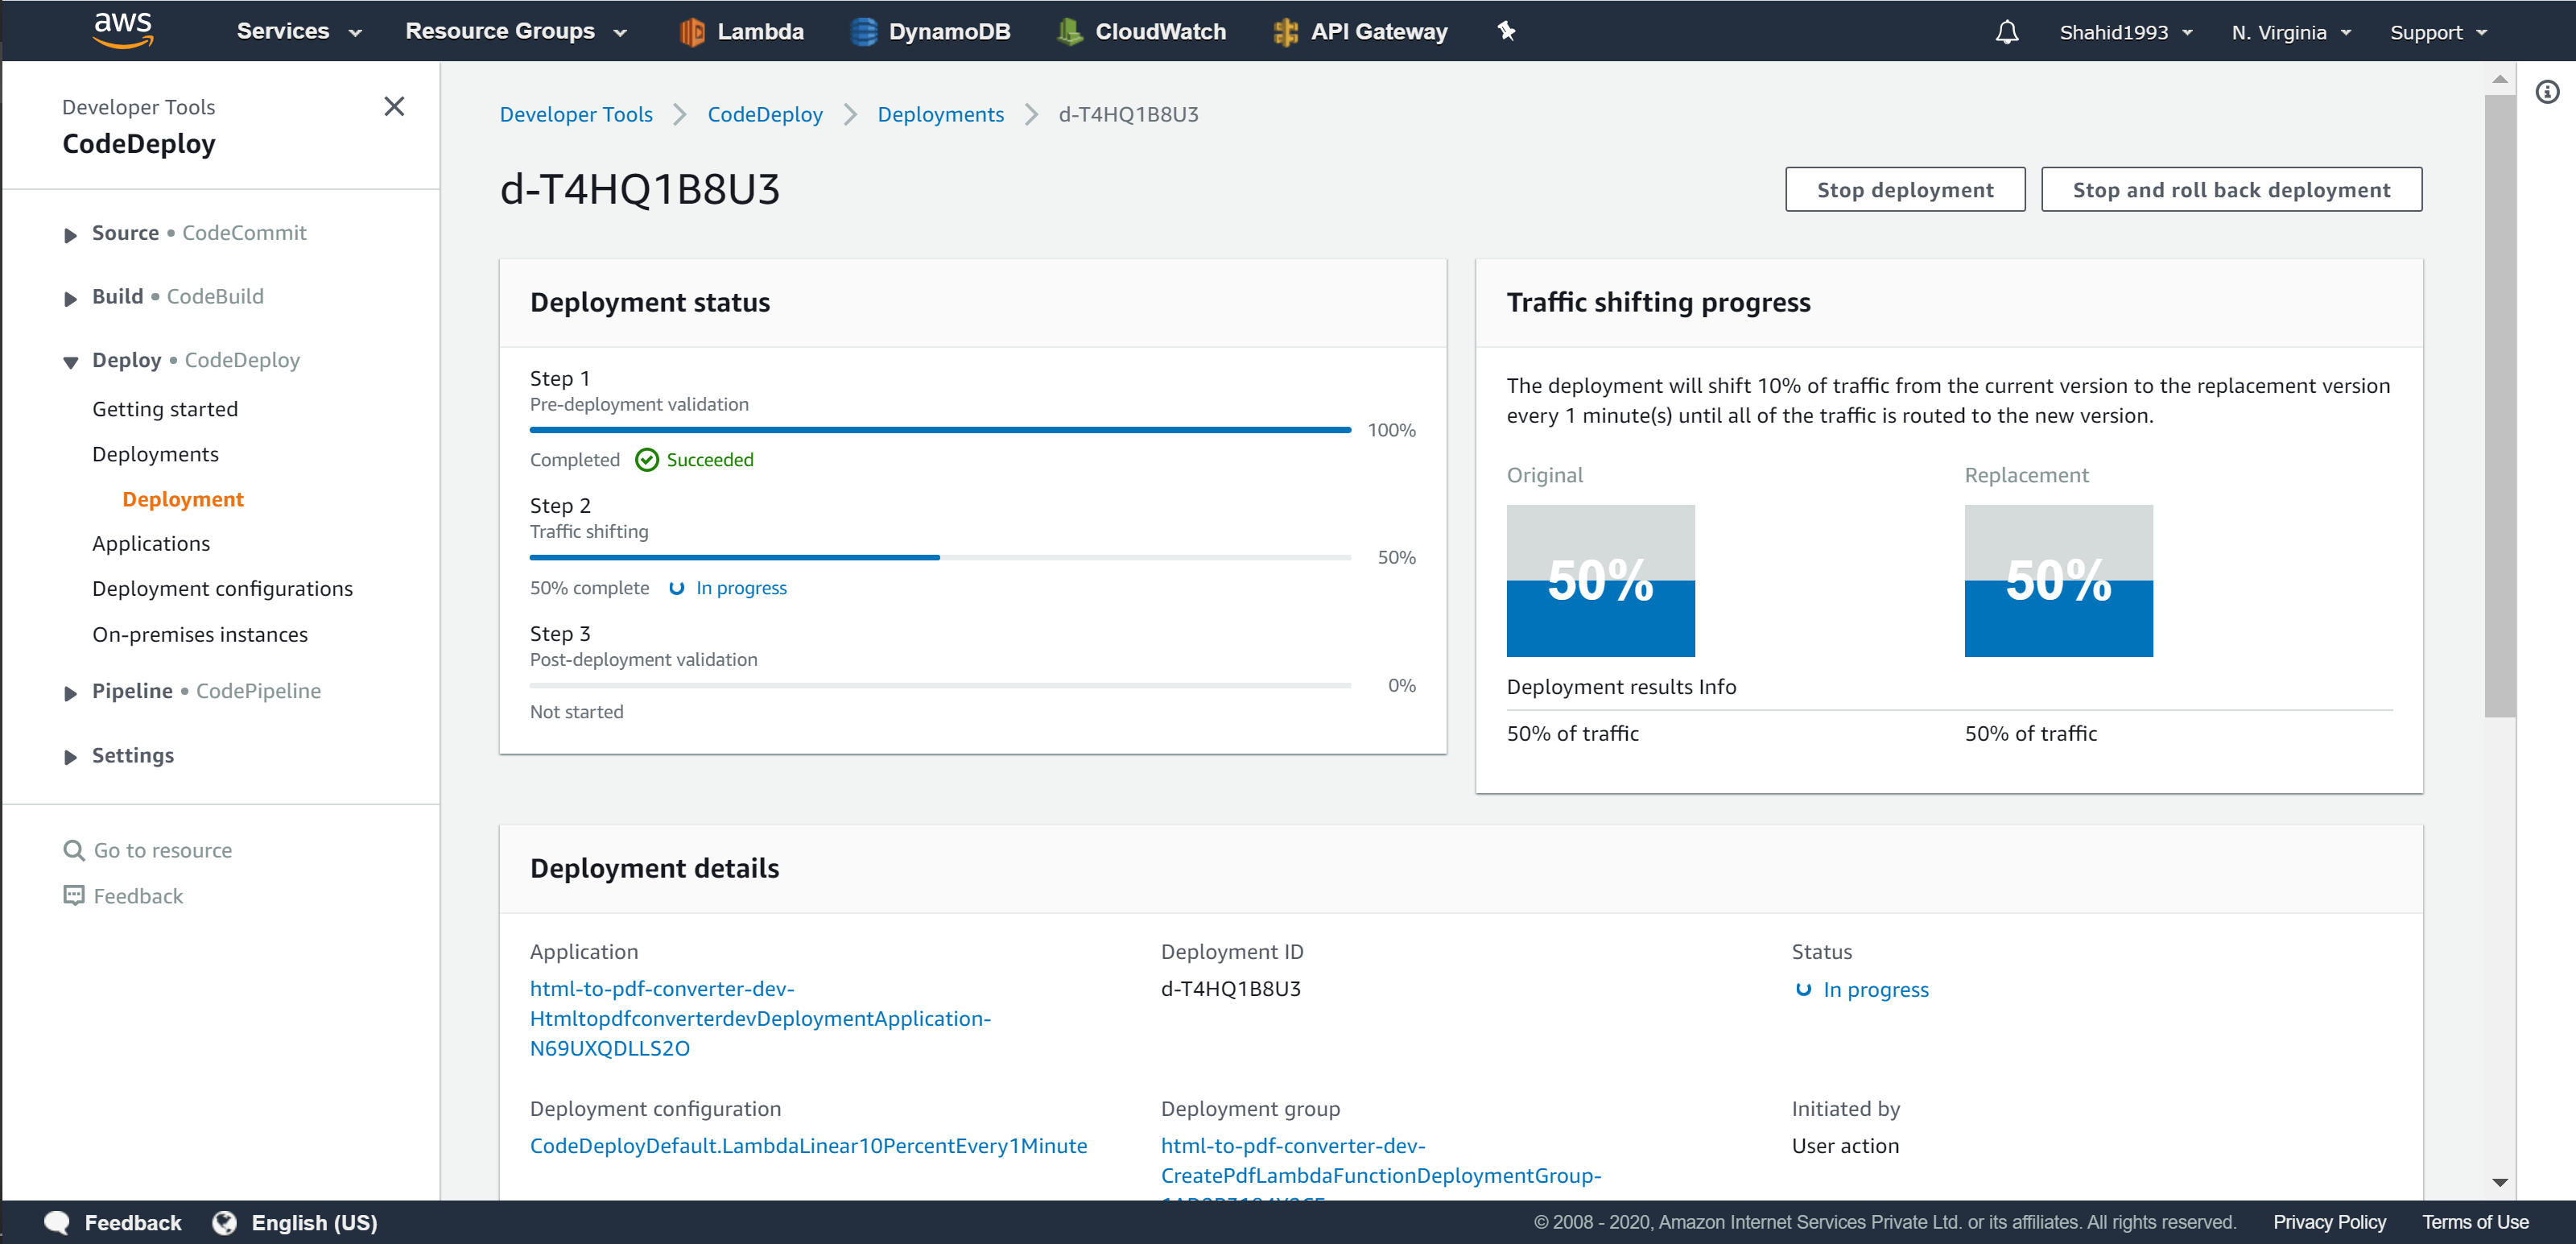 aws
Services
Resource Groups
Lambda
DynamoDB
CloudWatch
API Gateway
Shahid1993
N. Virginia
Support
Developer Tools
CodeDeploy
Source • CodeCommit
Build • CodeBuild
Deploy • CodeDeploy
Getting started
Deployments
Deployment
Applications
Deployment configurations
On-premises instances
Pipeline • CodePipeline
Settings
Go to resource
Feedback
Developer Tools
CodeDeploy
Deployments
d-T4HQ1B8U3
d-T4HQ1B8U3
Stop deployment
Stop and roll back deployment
Deployment status
Step 1
Pre-deployment validation
100%
Completed Succeeded
Step 2
Traffic shifting
50%
50% complete In progress
Step 3
Post-deployment validation
0%
Not started
Traffic shifting progress
The deployment will shift 10% of traffic from the current version to the replacement version
every 1 minute(s) until all of the traffic is routed to the new version.
Original
Replacement
50%
50%
Deployment results Info
50% of traffic
50% of traffic
Deployment details
Application
html-to-pdf-converter-dev-
HtmltopdfconverterdevDeploymentApplication-
N69UXQDLLS2O
Deployment ID
d-T4HQ1B8U3
Status
In progress
Deployment configuration
CodeDeployDefault.LambdaLinear10PercentEvery1Minute
Deployment group
html-to-pdf-converter-dev-
CreatePdfLambdaFunctionDeploymentGroup-
Initiated by
User action
Feedback
English (US)
© 2008 - 2020, Amazon Internet Services Private Ltd. or its affiliates. All rights reserved.
Privacy Policy
Terms of Use